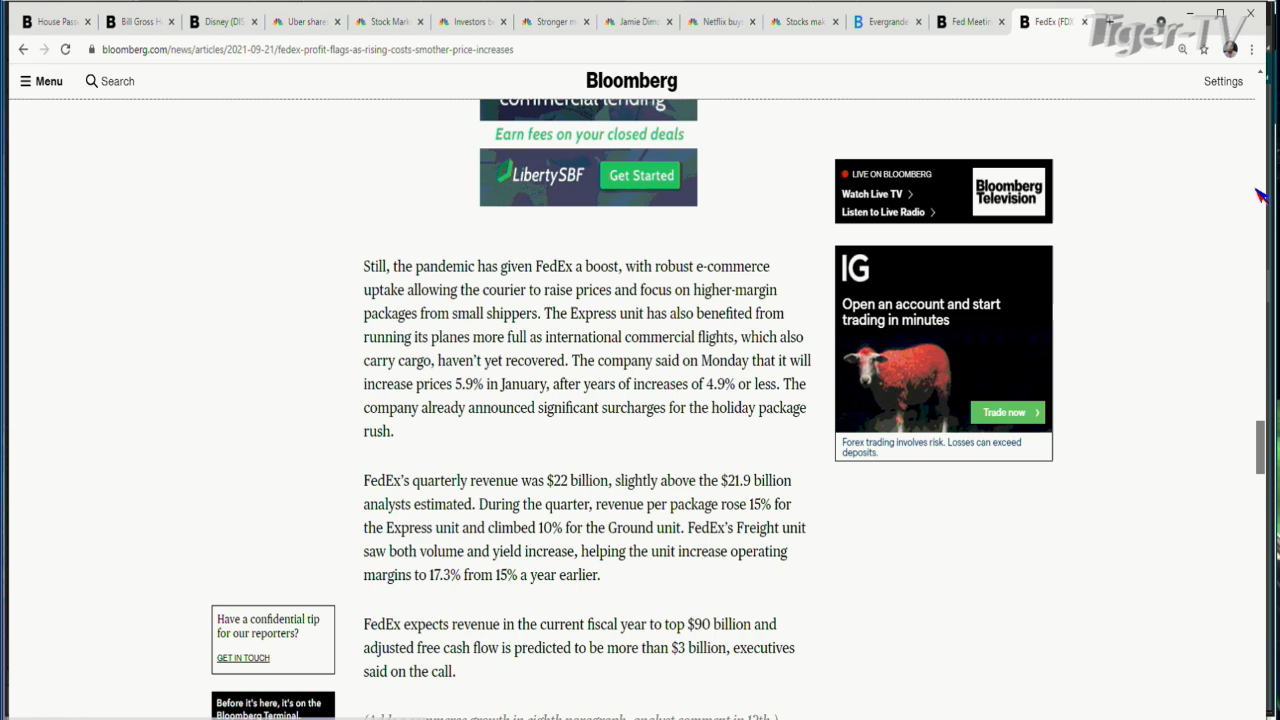 House Passe
Bill Gross H
Disney (DIS
Uber share
Stock Mark
Investors b
Stronger m
Jamie Dimo
Netflix buy
Stocks mak
Evergrande
Fed Meetin
FedEx (FDX
Tiger-TV
bloomberg.com/news/articles/2021-09-21/fedex-profit-flags-as-rising-costs-smother-price-increases
Menu
Search
Bloomberg
Settings
commercial lending
Earn fees on your closed deals
LibertySBF
Get Started
LIVE ON BLOOMBERG
Watch Live TV
Listen to Live Radio
Bloomberg
Television
IG
Open an account and start
trading in minutes
Trade now
Forex trading involves risk. Losses can exceed
deposits.
Still, the pandemic has given FedEx a boost, with robust e-commerce
uptake allowing the courier to raise prices and focus on higher-margin
packages from small shippers. The Express unit has also benefited from
running its planes more full as international commercial flights, which also
carry cargo, haven't yet recovered. The company said on Monday that it will
increase prices 5.9% in January, after years of increases of 4.9% or less. The
company already announced significant surcharges for the holiday package
rush.
FedEx's quarterly revenue was $22 billion, slightly above the $21.9 billion
analysts estimated. During the quarter, revenue per package rose 15% for
the Express unit and climbed 10% for the Ground unit. FedEx's Freight unit
saw both volume and yield increase, helping the unit increase operating
margins to 17.3% from 15% a year earlier.
Have a confidential tip
for our reporters?
GET IN TOUCH
FedEx expects revenue in the current fiscal year to top $90 billion and
adjusted free cash flow is predicted to be more than $3 billion, executives
said on the call.
Before it's here, it's on the
Bloomberg Terminal.
growth in eighth paragraph, analyst comment in 12th.)